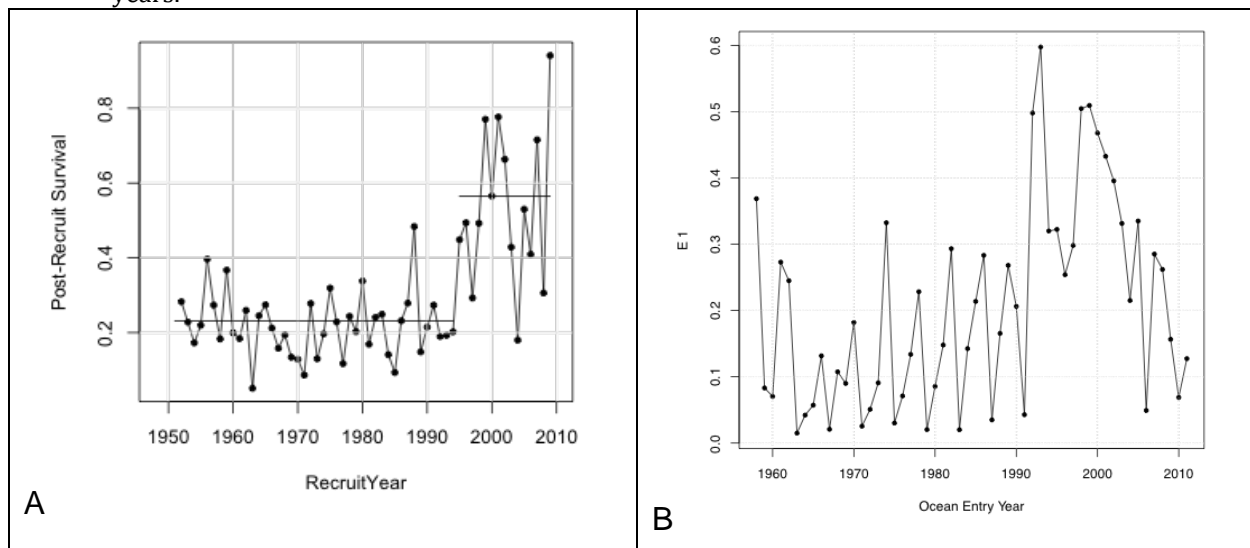 years.
0.8
0.6
0.4
0.2
Post-Recruit Survival
1950 1960 1970 1980 1990 2000 2010
RecruitYear
A
0.6
0.5
0.4
0.3
0.2
0.1
0.0
E 1
1960 1970 1980 1990 2000 2010
Ocean Entry Year
B